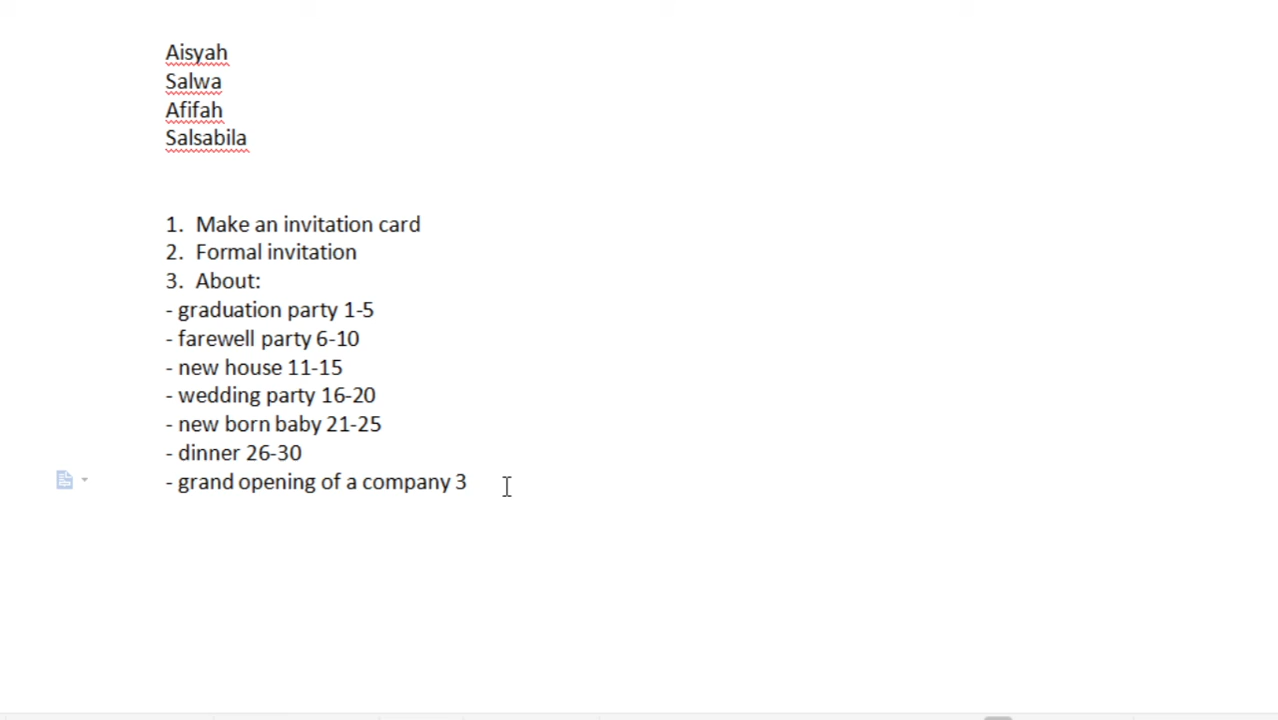 Aisyah
Salwa
Afifah
Salsabila
1. Make an invitation card
2. Formal invitation
3. About:
- graduation party 1-5
- farewell party 6-10
- new house 11-15
- wedding party 16-20
- new born baby 21-25
- dinner 26-30
- grand opening of a company 3